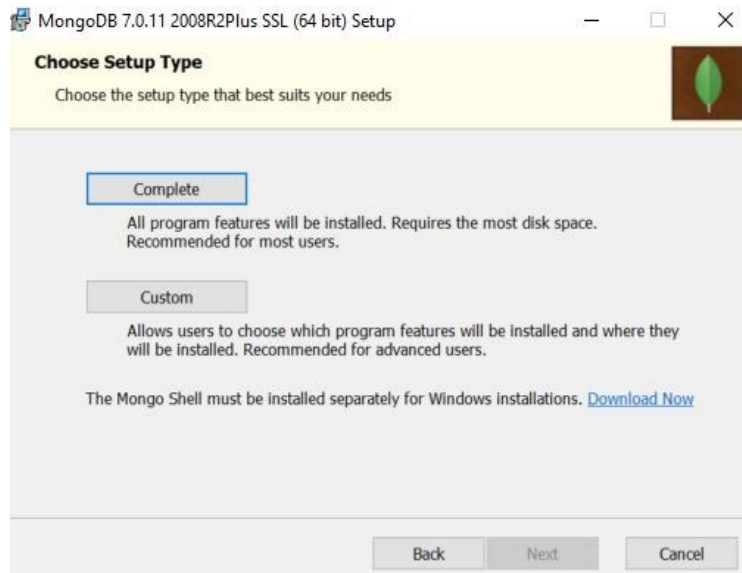 MongoDB 7.0.11 2008R2Plus SSL (64 bit) Setup
Choose Setup Type
Choose the setup type that best suits your needs
Complete
All program features will be installed. Requires the most disk space.
Recommended for most users.
Custom
Allows users to choose which program features will be installed and where they
will be installed. Recommended for advanced users.
The Mongo Shell must be installed separately for Windows installations. Download Now
Back Next Cancel